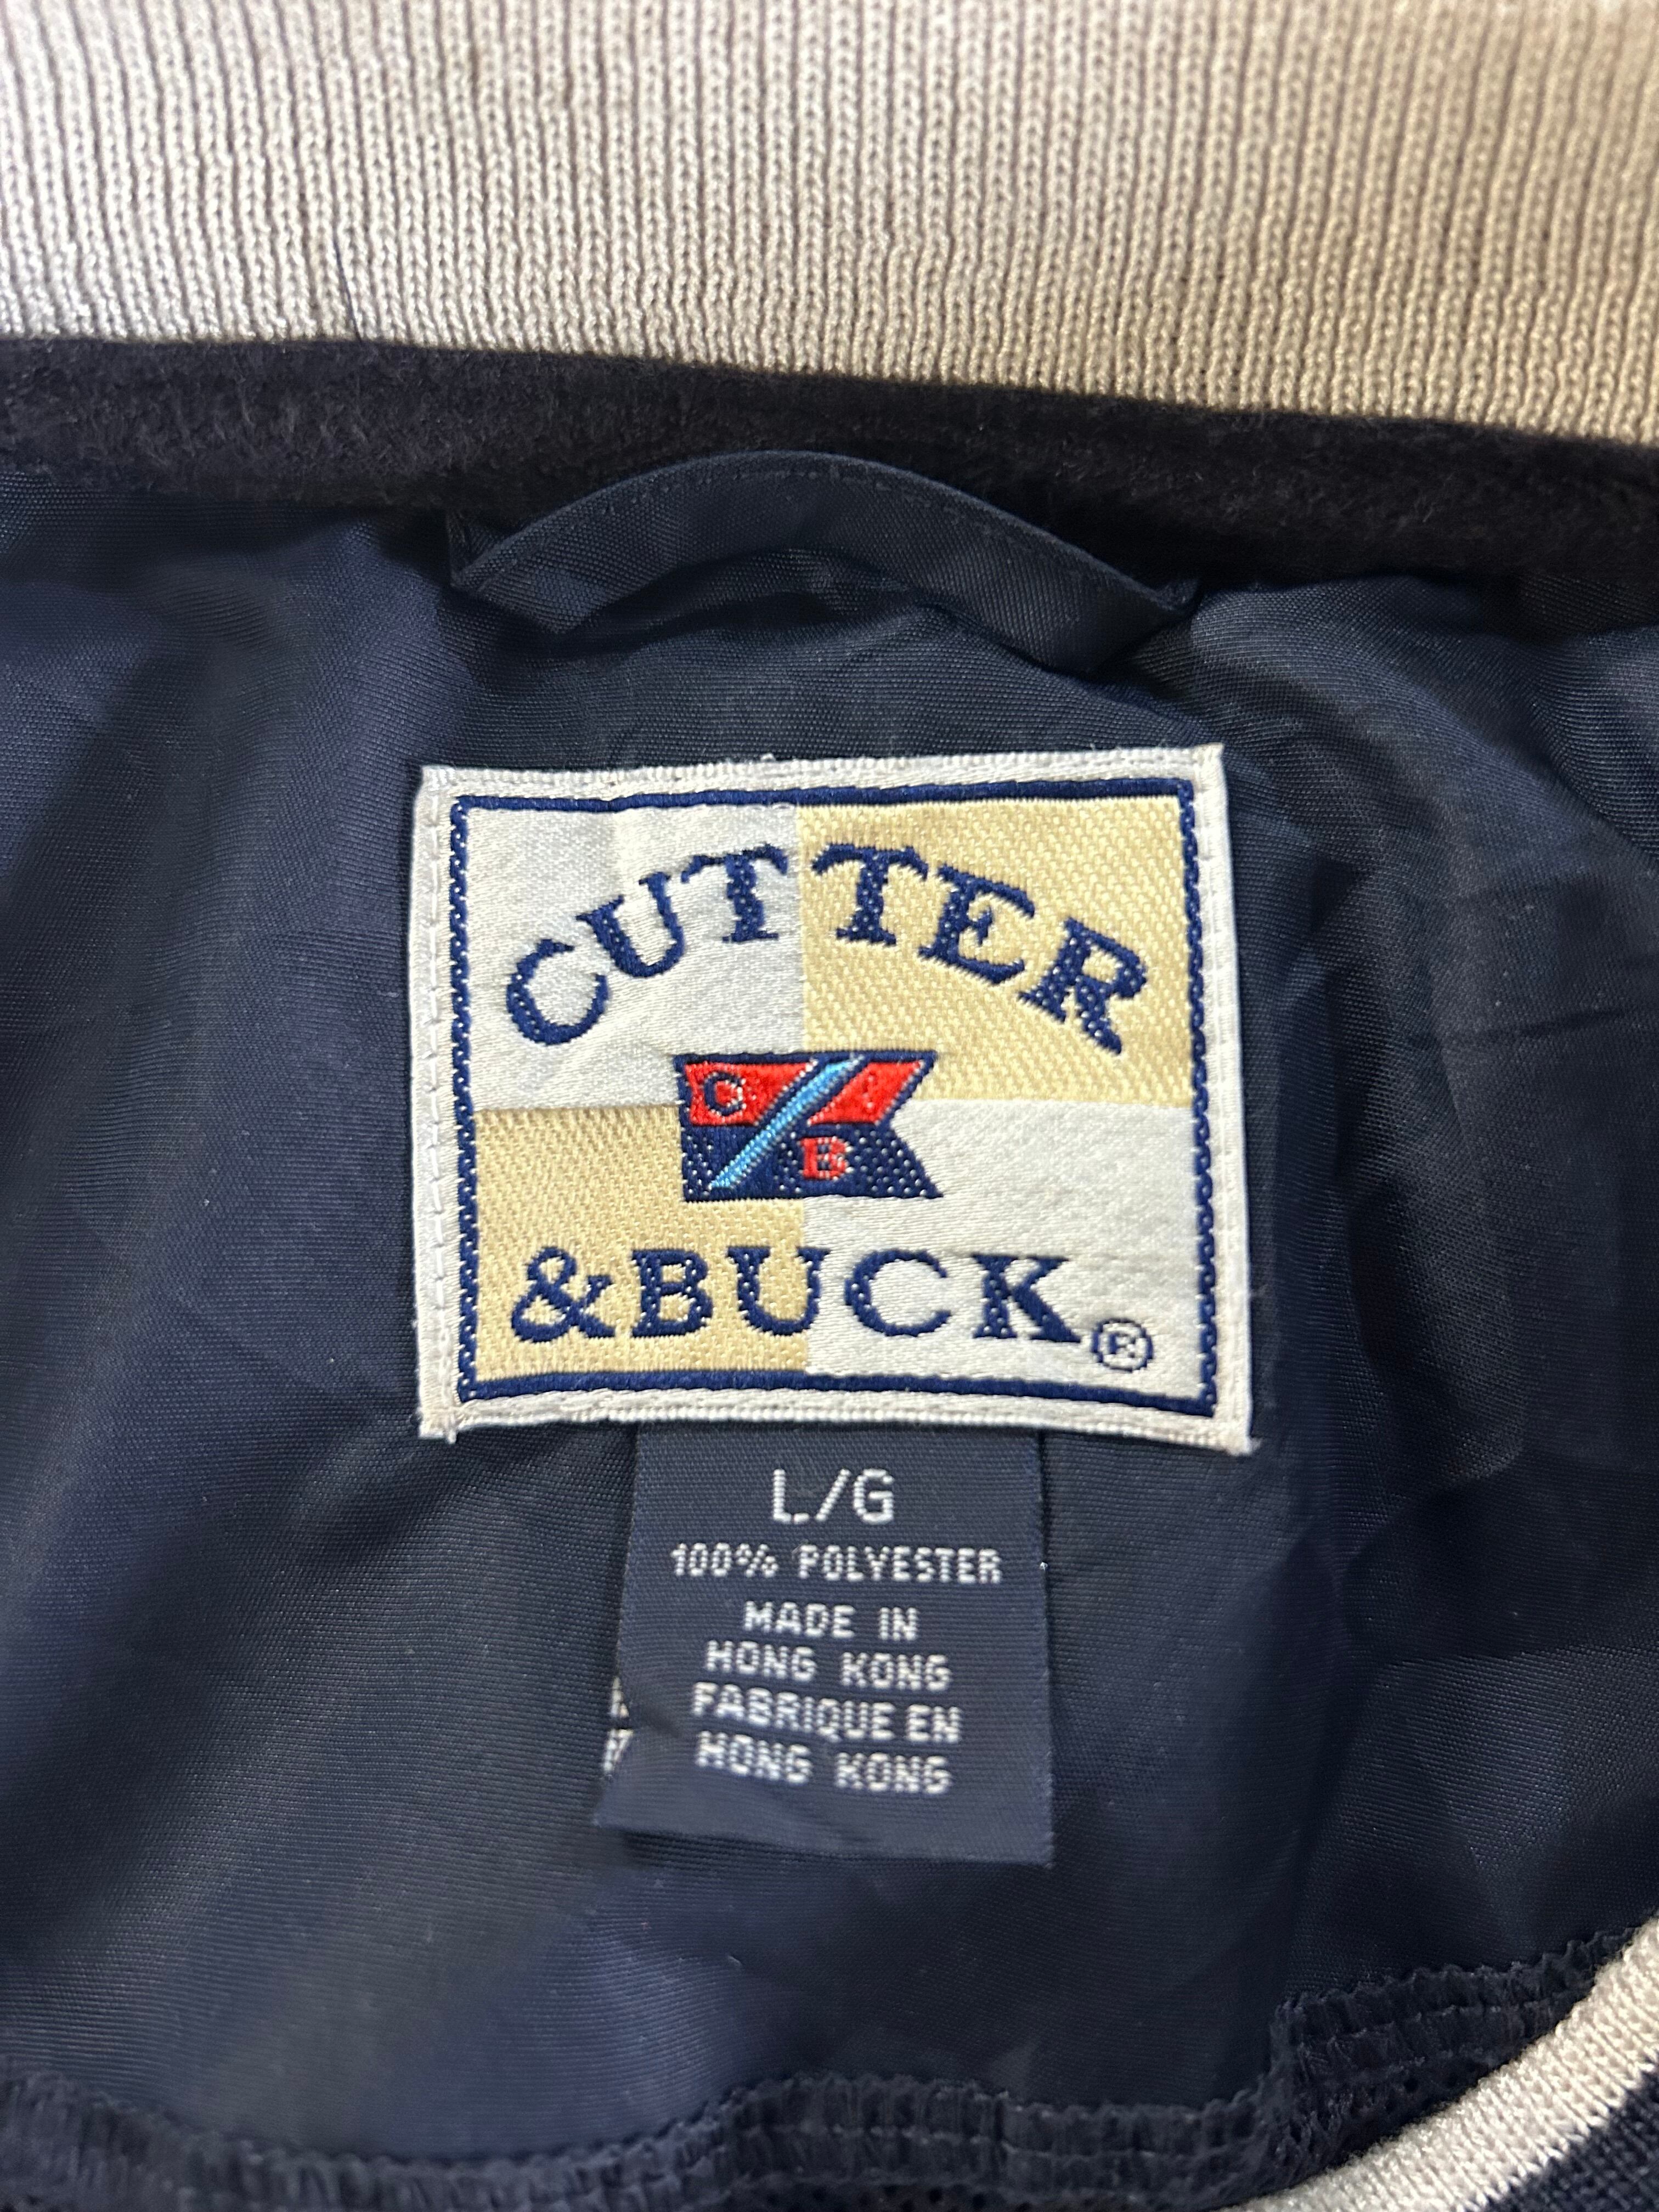 CUTTER
C
B
&BUCK®
L/G
100% POLYESTER
MADE IN
HONG KONG
FABRIQUE EN
HONG KONG